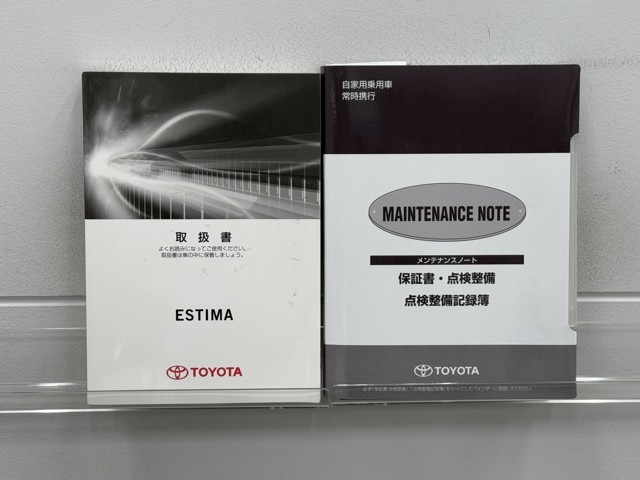 取扱書
よくお読みになってご使用ください。
取扱書は車の中に保管しましょう。
ESTIMA
TOYOTA
自家用乗用車
常時携行
MAINTENANCE NOTE
メンテナンスノート
保証書・点検整備
点検整備記録簿
TOYOTA